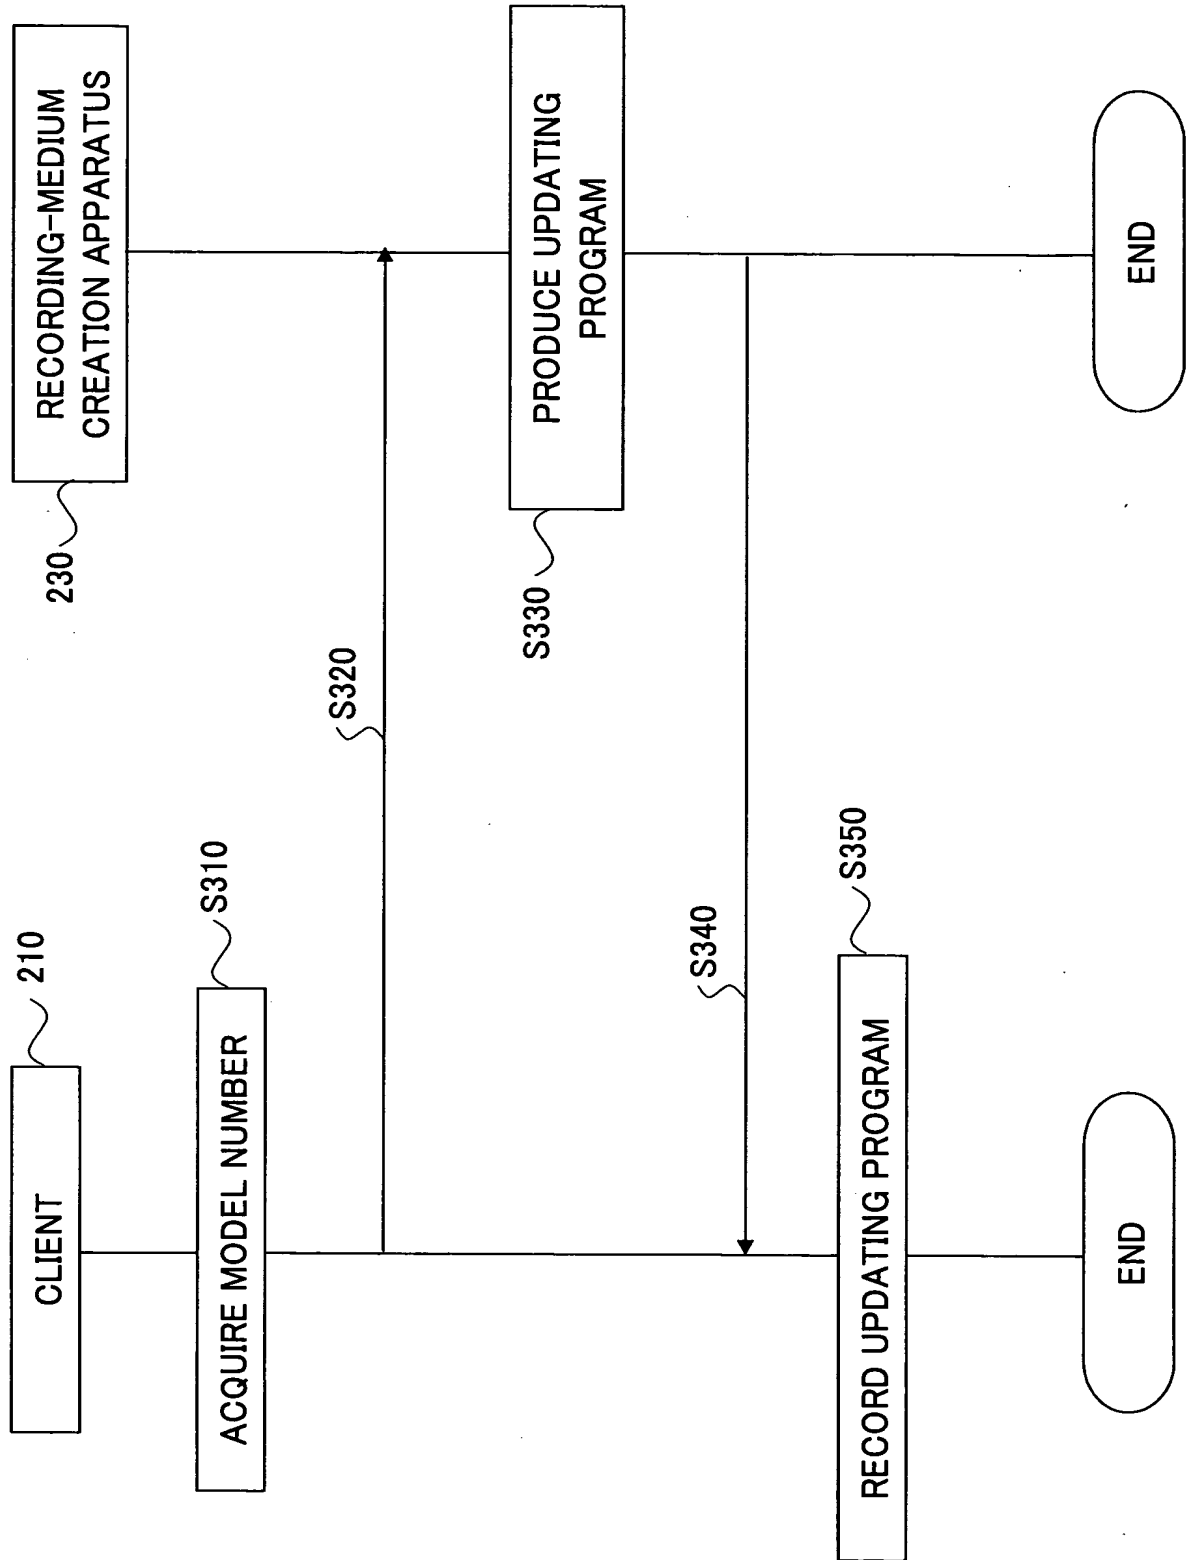 CLIENT
210
RECORDING-MEDIUM
CREATION APPARATUS
230
ACQUIRE MODEL NUMBER
S310
S320
PRODUCE UPDATING
PROGRAM
S330
S340
RECORD UPDATING PROGRAM
S350
END
END